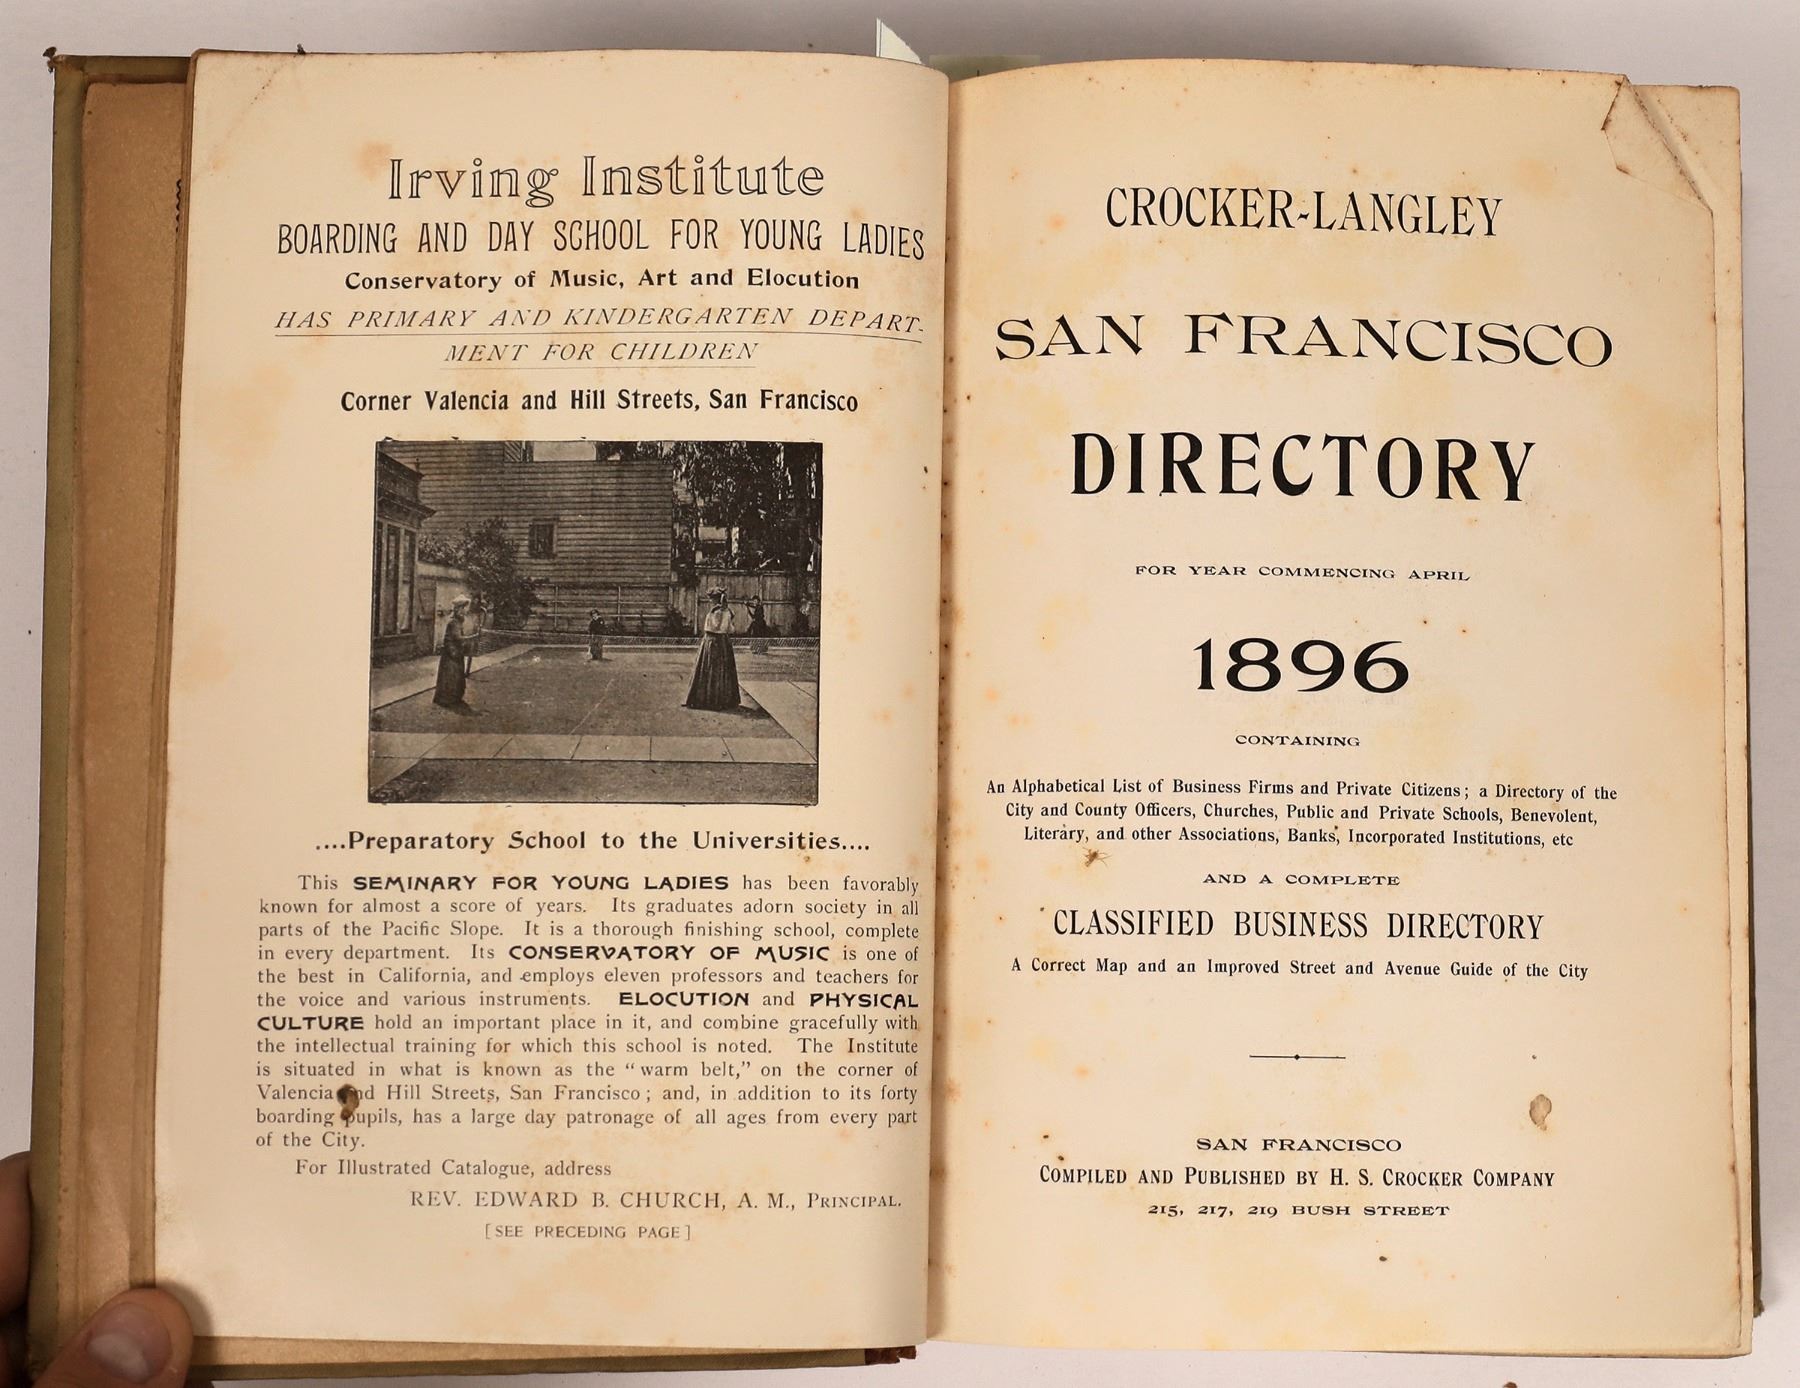 Irving Institute
BOARDING AND DAY SCHOOL FOR YOUNG LADIES
Conservatory of Music, Art and Elocution
HAS PRIMARY AND KINDERGARTEN DEPART-
MENT FOR CHILDREN
Corner Valencia and Hill Streets, San Francisco
....Preparatory School to the Universities....
This SEMINARY FOR YOUNG LADIES has been favorably
known for almost a score of years. Its graduates adorn society in all
parts of the Pacific Slope. It is a thorough finishing school, complete
in every department. Its CONSERVATORY OF MUSIC is one of
the best in California, and employs eleven professors and teachers for
the voice and various instruments. ELOCUTION and PHYSICAL
CULTURE hold an important place in it, and combine gracefully with
the intellectual training for which this school is noted. The Institute
is situated in what is known as the "warm belt," on the corner of
Valencia and Hill Streets, San Francisco; and, in addition to its forty
boarding pupils, has a large day patronage of all ages from every part
of the City.
For Illustrated Catalogue, address
REV. EDWARD B. CHURCH, A. M., PRINCIPAL.
[SEE PRECEDING PAGE]
CROCKER-LANGLEY
SAN FRANCISCO
DIRECTORY
FOR YEAR COMMENCING APRIL
1896
CONTAINING
An Alphabetical List of Business Firms and Private Citizens; a Directory of the
City and County Officers, Churches, Public and Private Schools, Benevolent,
Literary, and other Associations, Banks, Incorporated Institutions, etc
AND A COMPLETE
CLASSIFIED BUSINESS DIRECTORY
A Correct Map and an Improved Street and Avenue Guide of the City
SAN FRANCISCO
COMPILED AND PUBLISHED BY H. S. CROCKER COMPANY
215, 217, 219 BUSH STREET